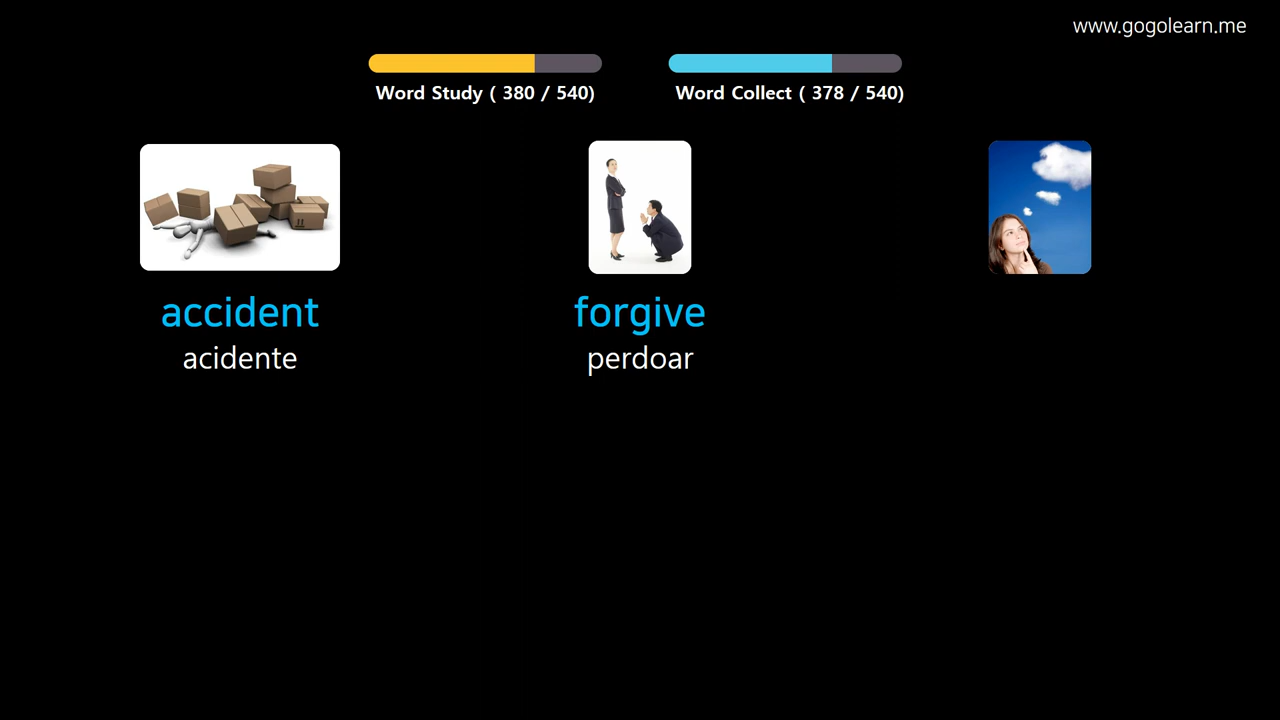 www.gogolearn.me
Word Study ( 380 / 540)
Word Collect ( 378 / 540)
accident
acidente
forgive
perdoar